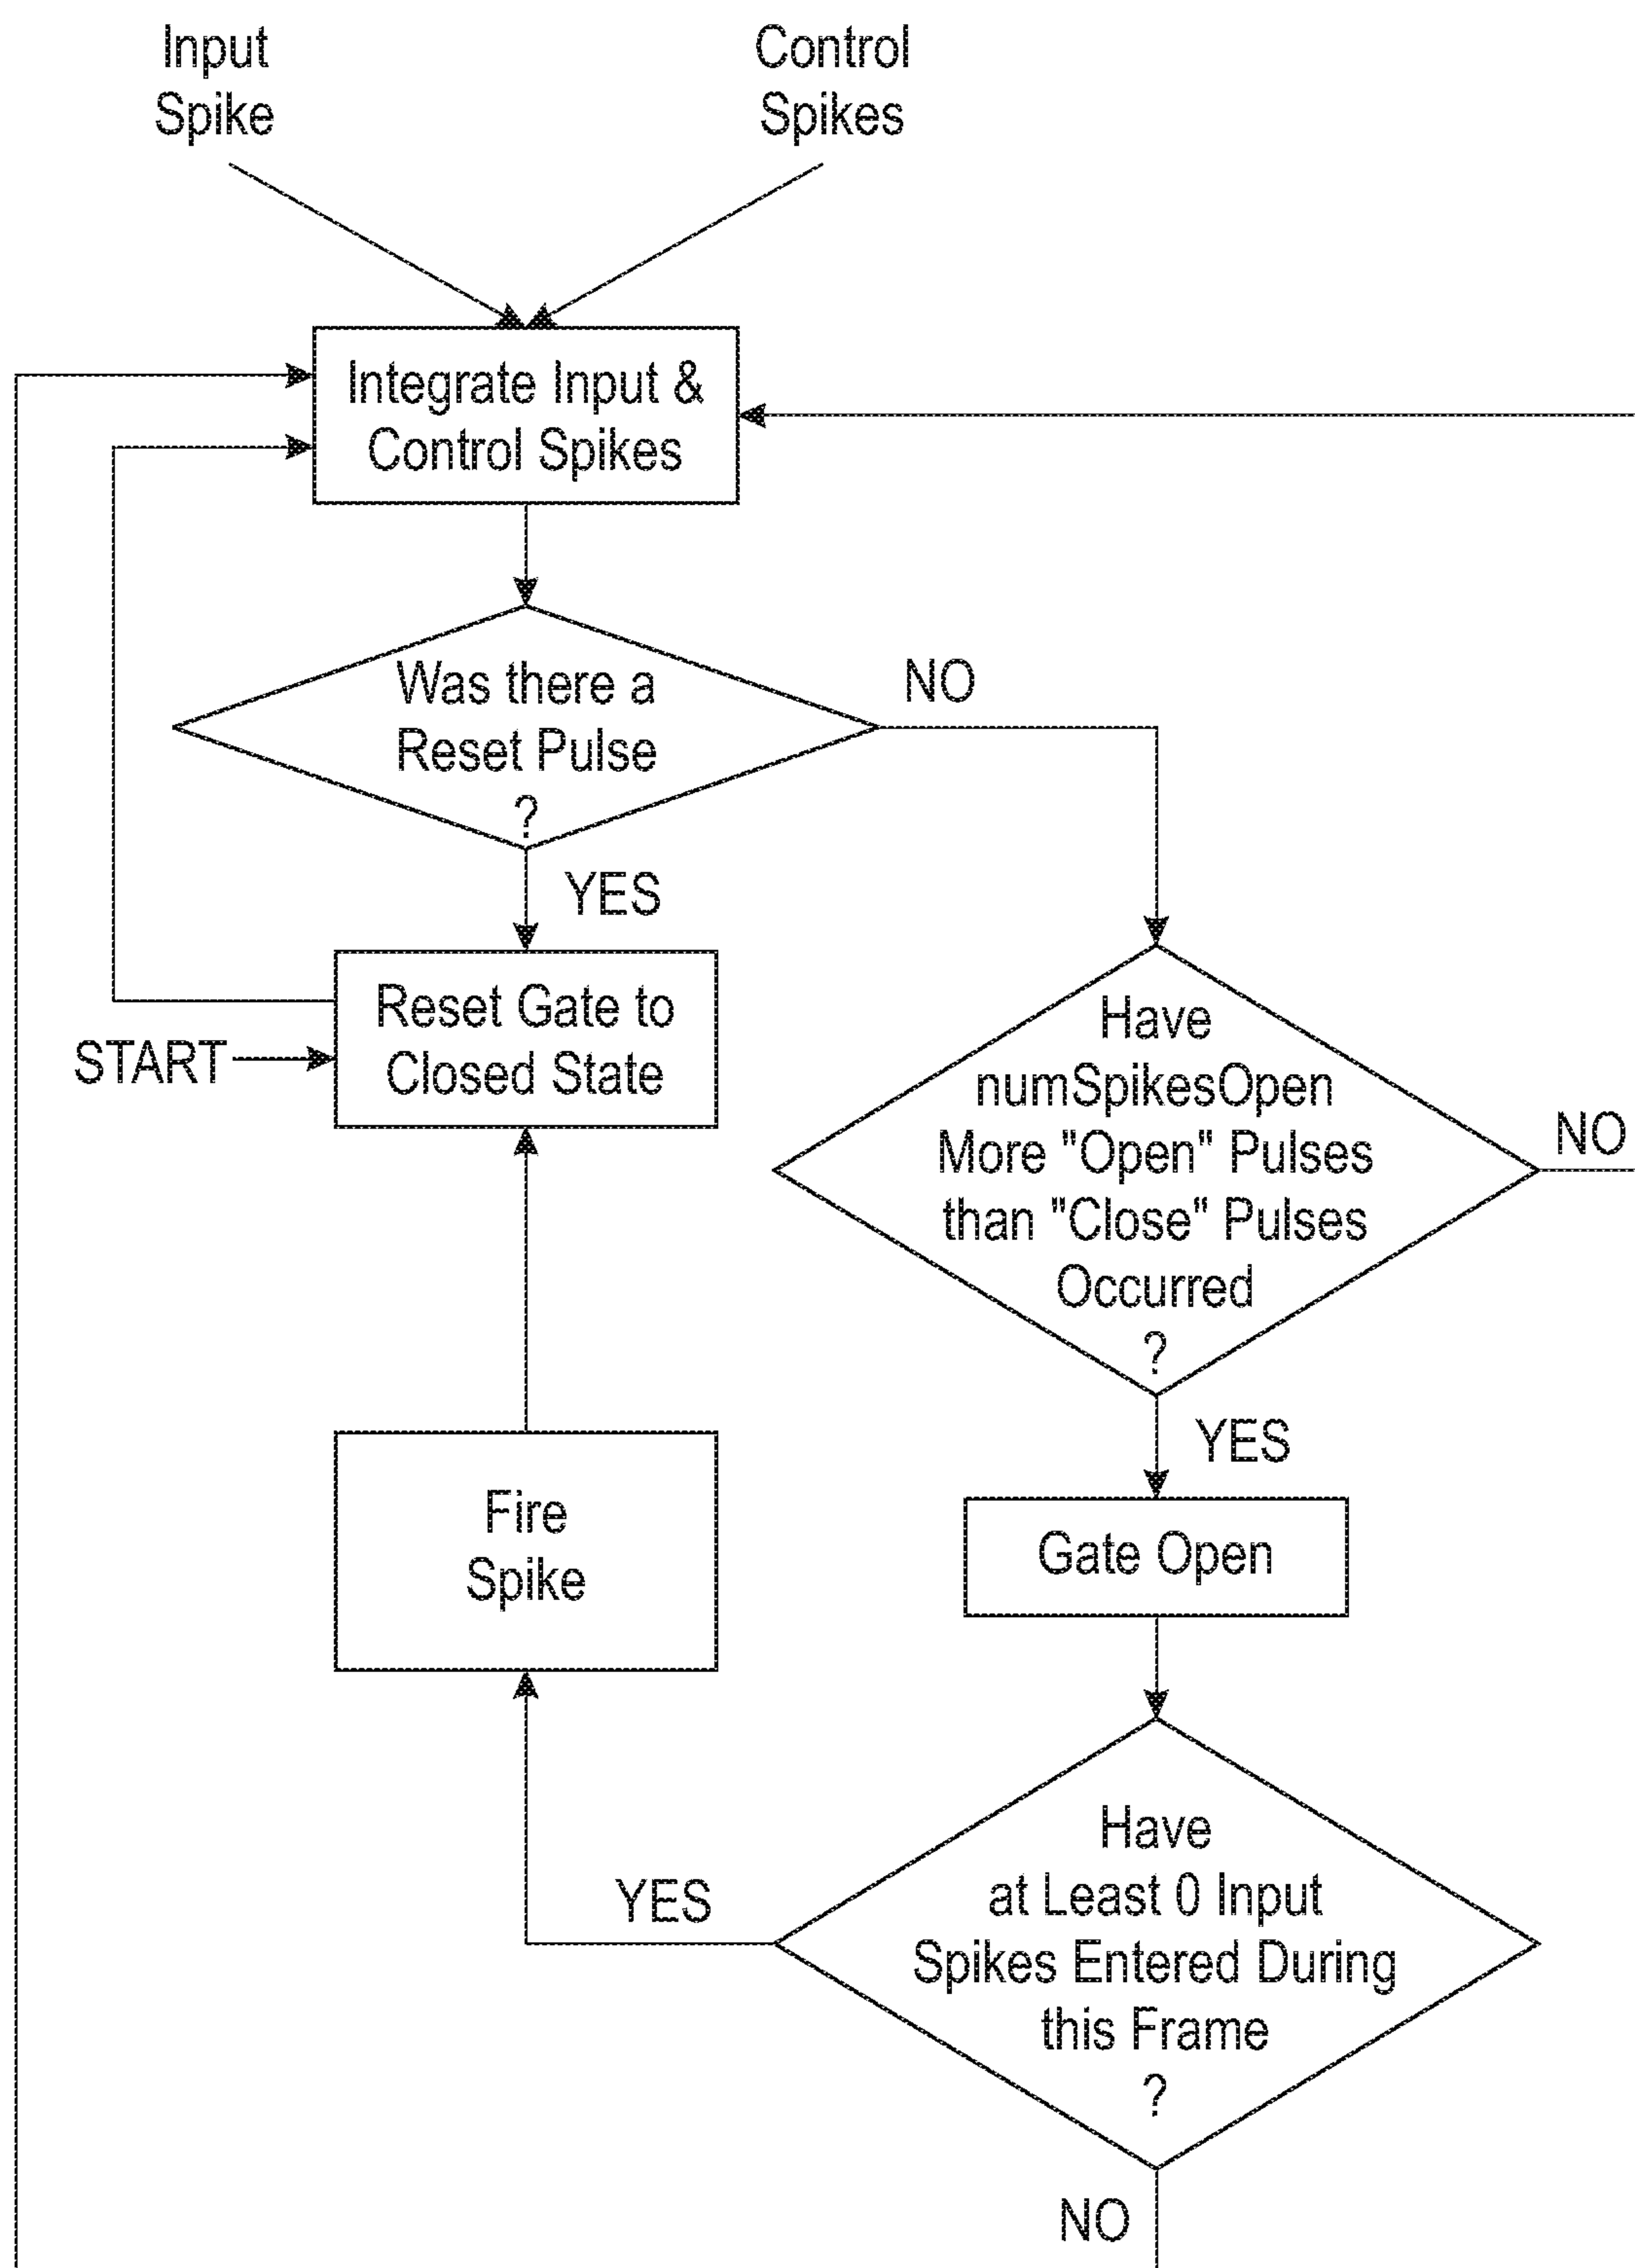 Input
Spike
Control
Spikes
Integrate Input &
Control Spikes
Was there a
Reset Pulse
?
NO
YES
Reset Gate to
Closed State
START
Have
numSpikesOpen
More "Open" Pulses
than "Close" Pulses
Occurred
?
NO
YES
Gate Open
Fire
Spike
Have
at Least 0 Input
Spikes Entered During
this Frame
?
YES
NO